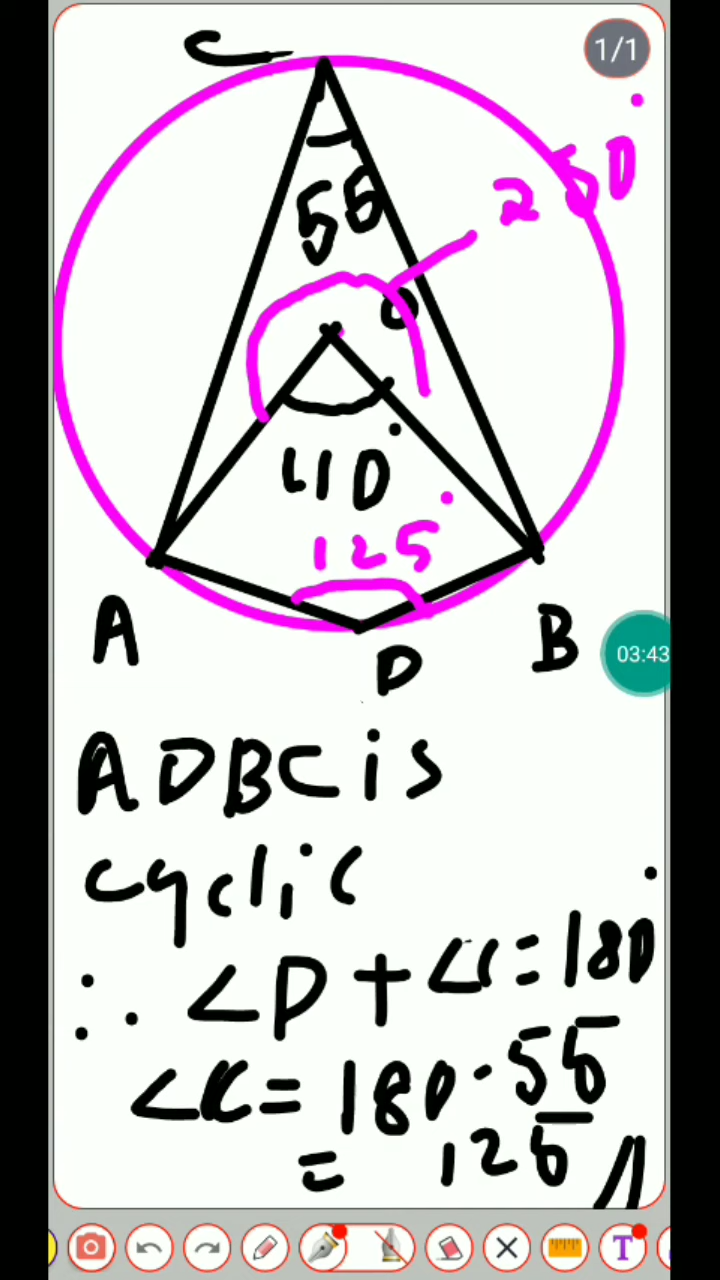 C
1/1
55
250°
O
110°
125°
A
B
D
03:43
ADBC is
cyclic
∴ ∠D + ∠C = 180°
∠C = 180 - 55
= 125
T